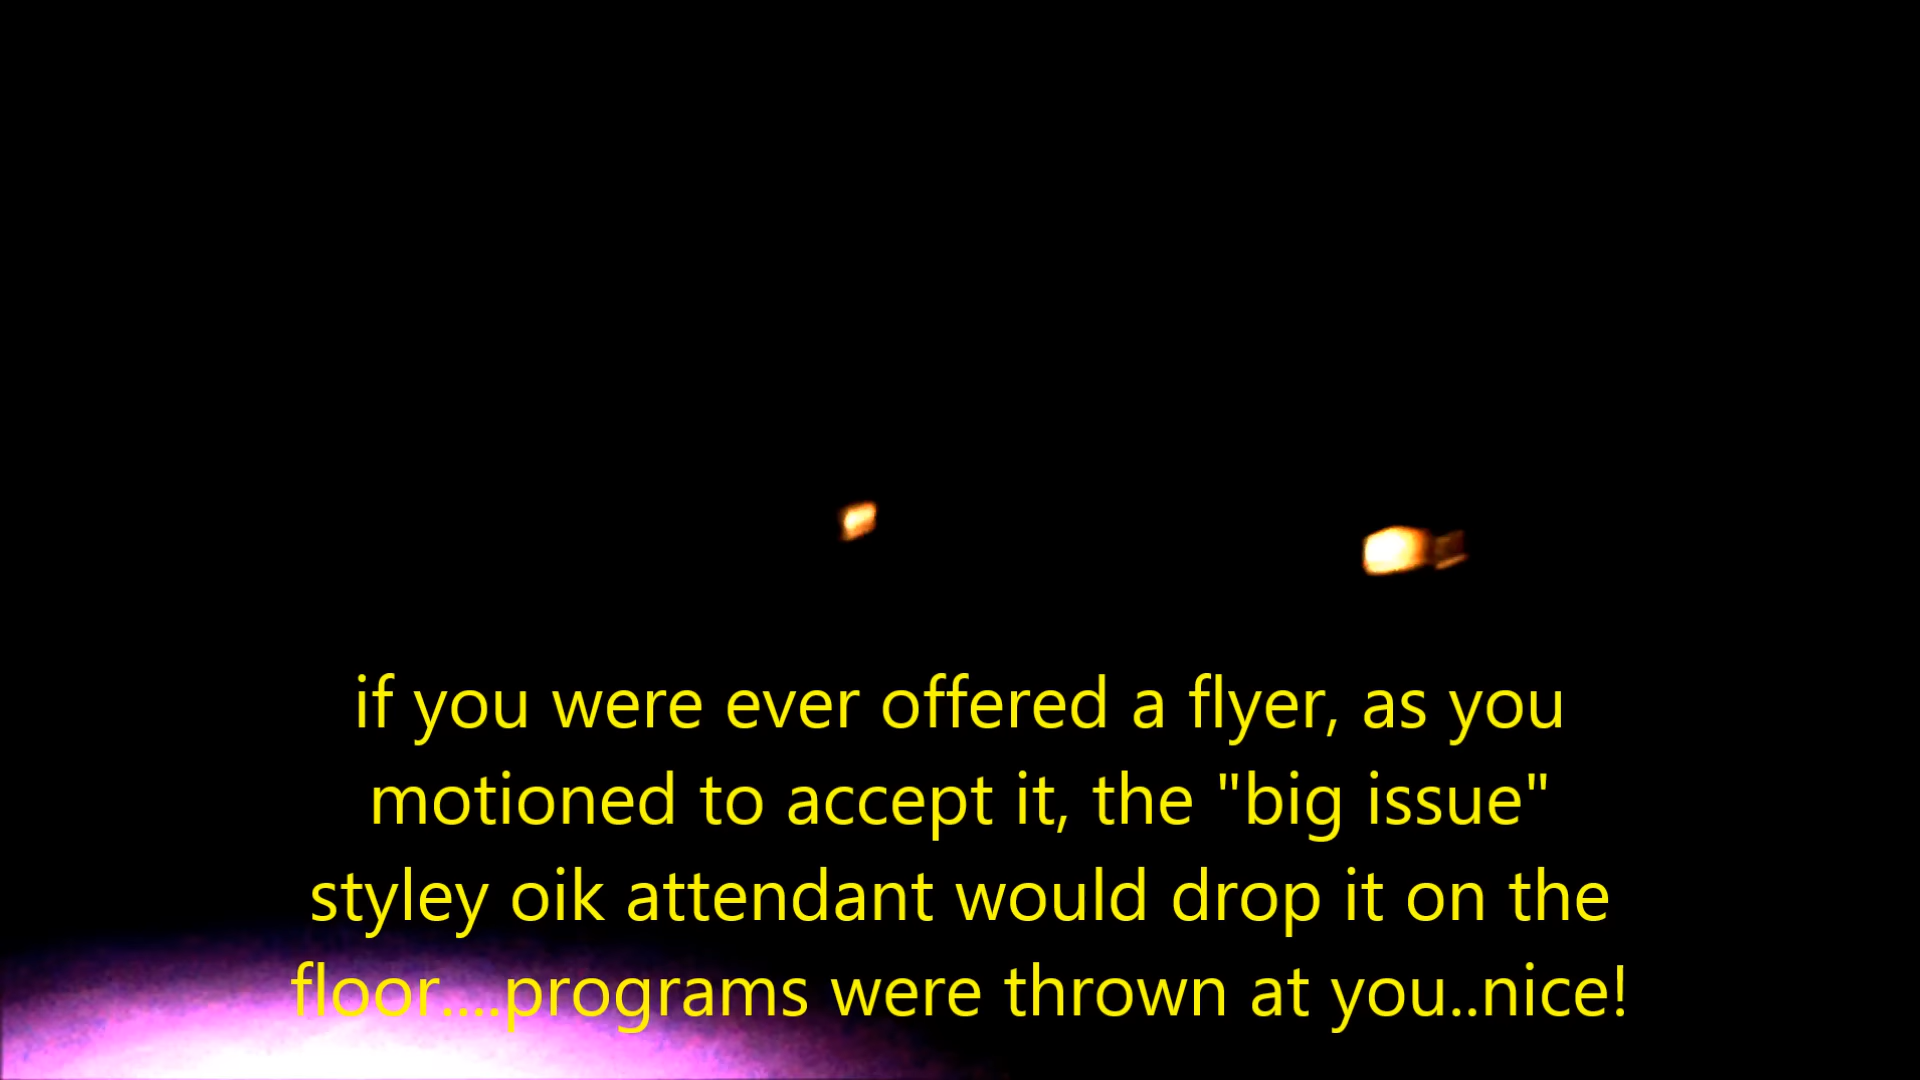 if you were ever offered a flyer, as you
motioned to accept it, the "big issue"
styley oik attendant would drop it on the
floor....programs were thrown at you..nice!